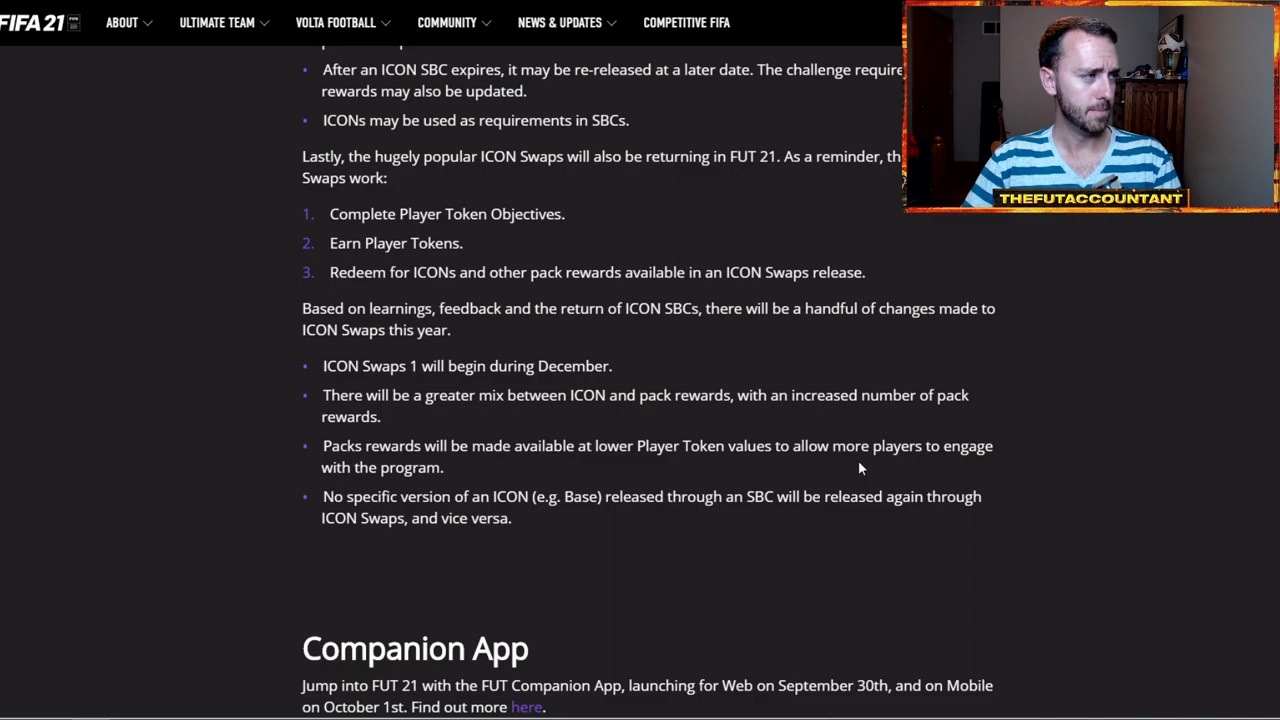 FIFA 21
ABOUT
ULTIMATE TEAM
VOLTA FOOTBALL
COMMUNITY
NEWS & UPDATES
COMPETITIVE FIFA
• After an ICON SBC expires, it may be re-released at a later date. The challenge
rewards may also be updated.
• ICONs may be used as requirements in SBCs.
Lastly, the hugely popular ICON Swaps will also be returning in FUT 21. As a reminder,
Swaps work:
1. Complete Player Token Objectives.
2. Earn Player Tokens.
3. Redeem for ICONs and other pack rewards available in an ICON Swaps release.
Based on learnings, feedback and the return of ICON SBCs, there will be a handful of changes made to
ICON Swaps this year.
• ICON Swaps 1 will begin during December.
• There will be a greater mix between ICON and pack rewards, with an increased number of pack
rewards.
• Packs rewards will be made available at lower Player Token values to allow more players to engage
with the program.
• No specific version of an ICON (e.g. Base) released through an SBC will be released again through
ICON Swaps, and vice versa.
Companion App
Jump into FUT 21 with the FUT Companion App, launching for Web on September 30th, and on Mobile
on October 1st. Find out more here.
THEFUTACCOUNTANT